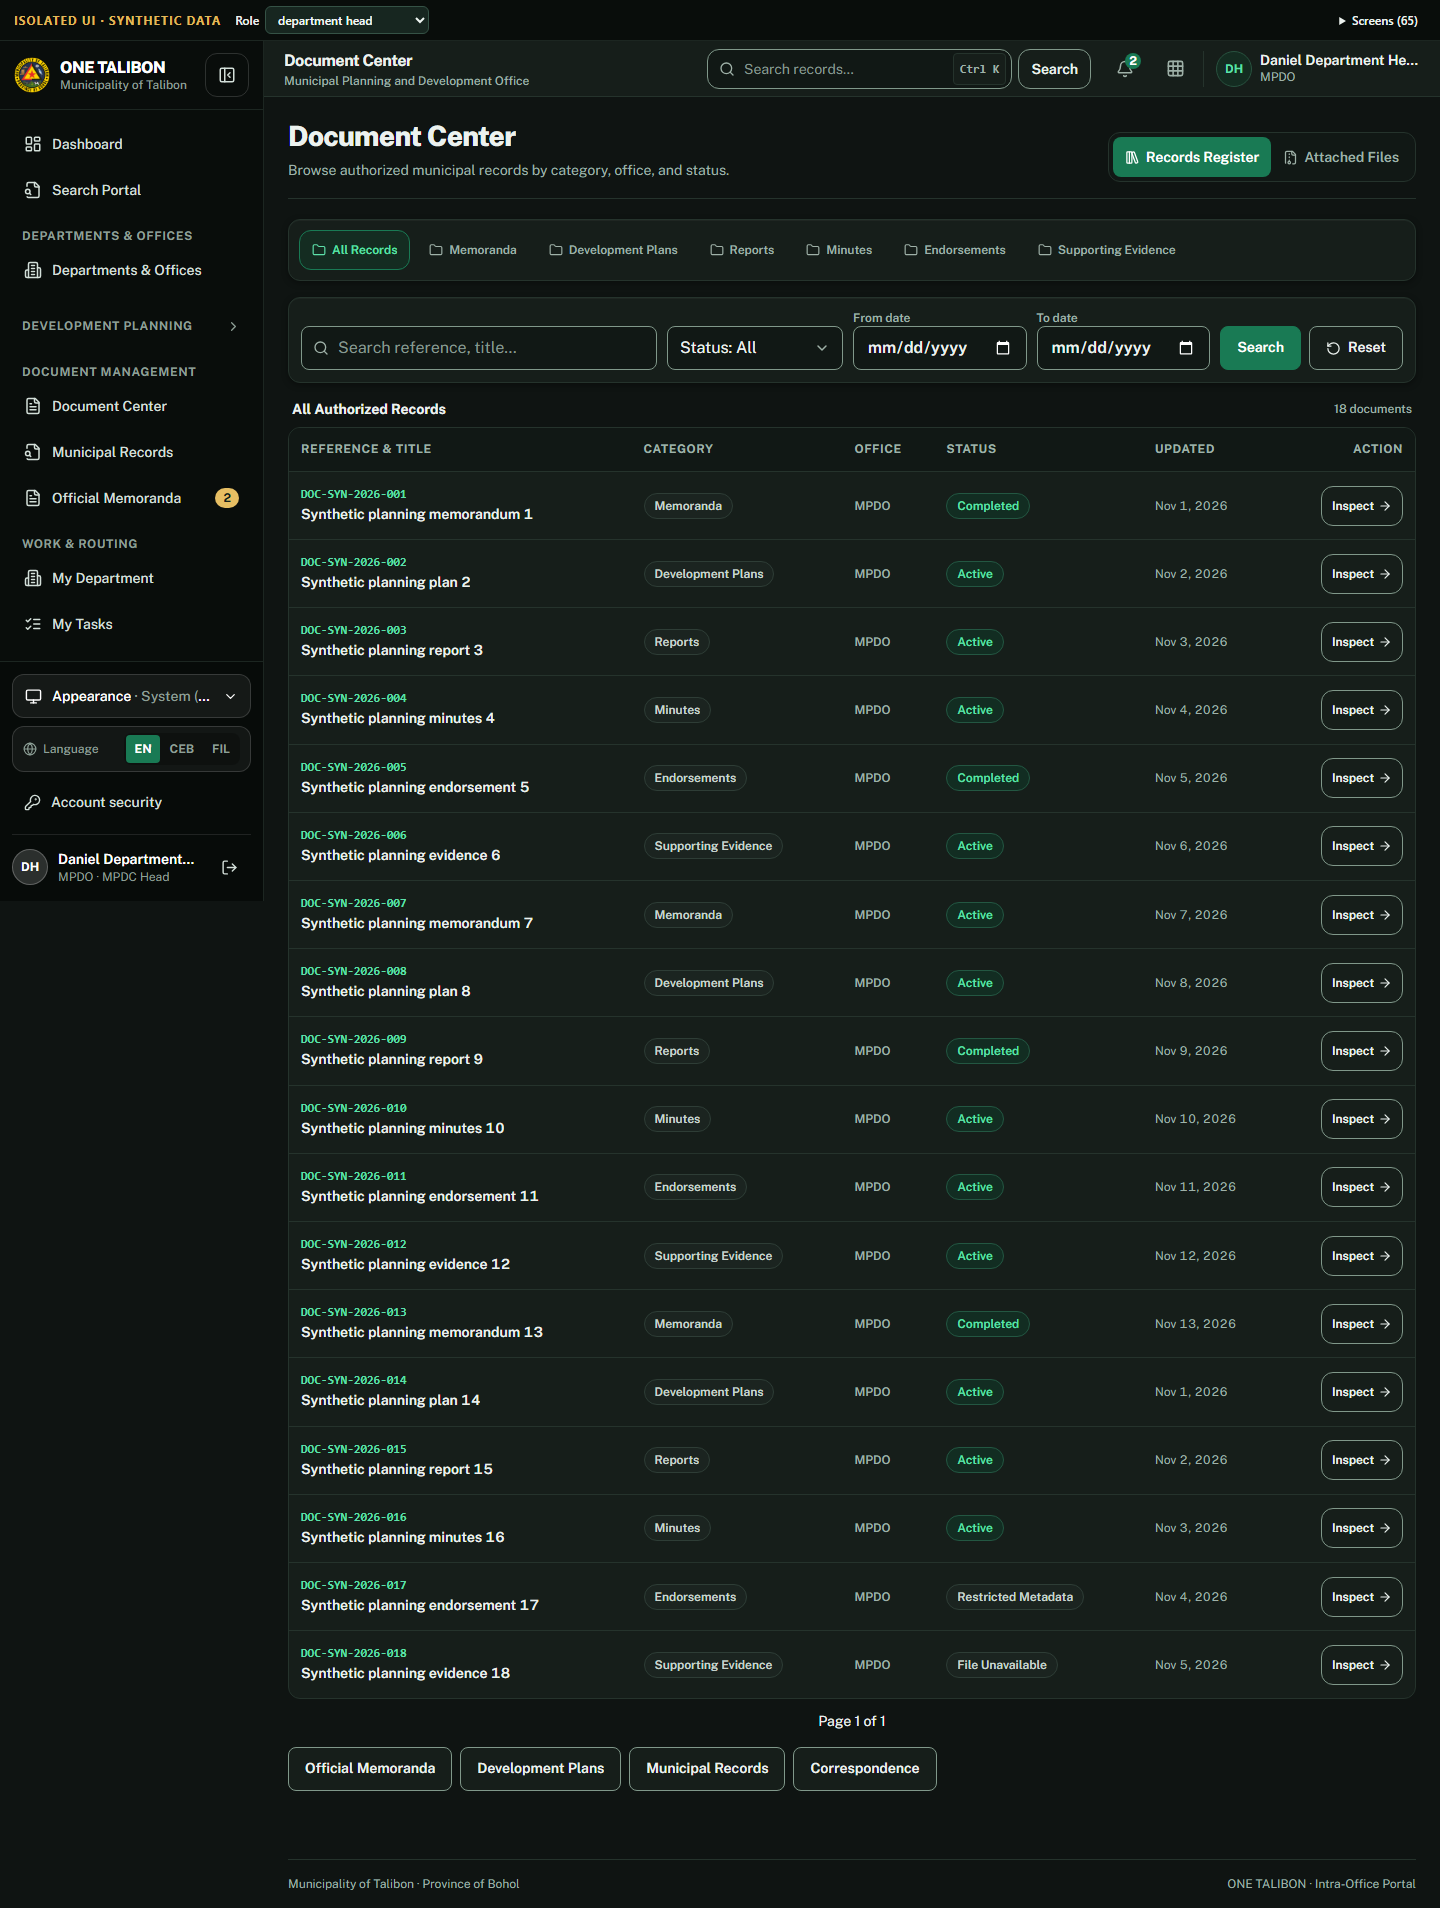 ISOLATED UI · SYNTHETIC DATA Role department head Screens (65)
ONE TALIBON
Municipality of Talibon
Document Center
Municipal Planning and Development Office
Search records... Ctrl K Search 2 DH Daniel Department He...
MPDO
Dashboard
Search Portal
DEPARTMENTS & OFFICES
Departments & Offices
DEVELOPMENT PLANNING
DOCUMENT MANAGEMENT
Document Center
Municipal Records
Official Memoranda 2
WORK & ROUTING
My Department
My Tasks
Appearance · System (...
Language EN CEB FIL
Account security
DH Daniel Department...
MPDO · MPDC Head
Document Center
Browse authorized municipal records by category, office, and status.
Records Register Attached Files
All Records Memoranda Development Plans Reports Minutes Endorsements Supporting Evidence
From date To date
Search reference, title... Status: All mm/dd/yyyy mm/dd/yyyy Search Reset
All Authorized Records 18 documents
REFERENCE & TITLE CATEGORY OFFICE STATUS UPDATED ACTION
DOC-SYN-2026-001
Synthetic planning memorandum 1 Memoranda MPDO Completed Nov 1, 2026 Inspect
DOC-SYN-2026-002
Synthetic planning plan 2 Development Plans MPDO Active Nov 2, 2026 Inspect
DOC-SYN-2026-003
Synthetic planning report 3 Reports MPDO Active Nov 3, 2026 Inspect
DOC-SYN-2026-004
Synthetic planning minutes 4 Minutes MPDO Active Nov 4, 2026 Inspect
DOC-SYN-2026-005
Synthetic planning endorsement 5 Endorsements MPDO Completed Nov 5, 2026 Inspect
DOC-SYN-2026-006
Synthetic planning evidence 6 Supporting Evidence MPDO Active Nov 6, 2026 Inspect
DOC-SYN-2026-007
Synthetic planning memorandum 7 Memoranda MPDO Active Nov 7, 2026 Inspect
DOC-SYN-2026-008
Synthetic planning plan 8 Development Plans MPDO Active Nov 8, 2026 Inspect
DOC-SYN-2026-009
Synthetic planning report 9 Reports MPDO Completed Nov 9, 2026 Inspect
DOC-SYN-2026-010
Synthetic planning minutes 10 Minutes MPDO Active Nov 10, 2026 Inspect
DOC-SYN-2026-011
Synthetic planning endorsement 11 Endorsements MPDO Active Nov 11, 2026 Inspect
DOC-SYN-2026-012
Synthetic planning evidence 12 Supporting Evidence MPDO Active Nov 12, 2026 Inspect
DOC-SYN-2026-013
Synthetic planning memorandum 13 Memoranda MPDO Completed Nov 13, 2026 Inspect
DOC-SYN-2026-014
Synthetic planning plan 14 Development Plans MPDO Active Nov 1, 2026 Inspect
DOC-SYN-2026-015
Synthetic planning report 15 Reports MPDO Active Nov 2, 2026 Inspect
DOC-SYN-2026-016
Synthetic planning minutes 16 Minutes MPDO Active Nov 3, 2026 Inspect
DOC-SYN-2026-017
Synthetic planning endorsement 17 Endorsements MPDO Restricted Metadata Nov 4, 2026 Inspect
DOC-SYN-2026-018
Synthetic planning evidence 18 Supporting Evidence MPDO File Unavailable Nov 5, 2026 Inspect
Page 1 of 1
Official Memoranda Development Plans Municipal Records Correspondence
Municipality of Talibon · Province of Bohol ONE TALIBON · Intra-Office Portal